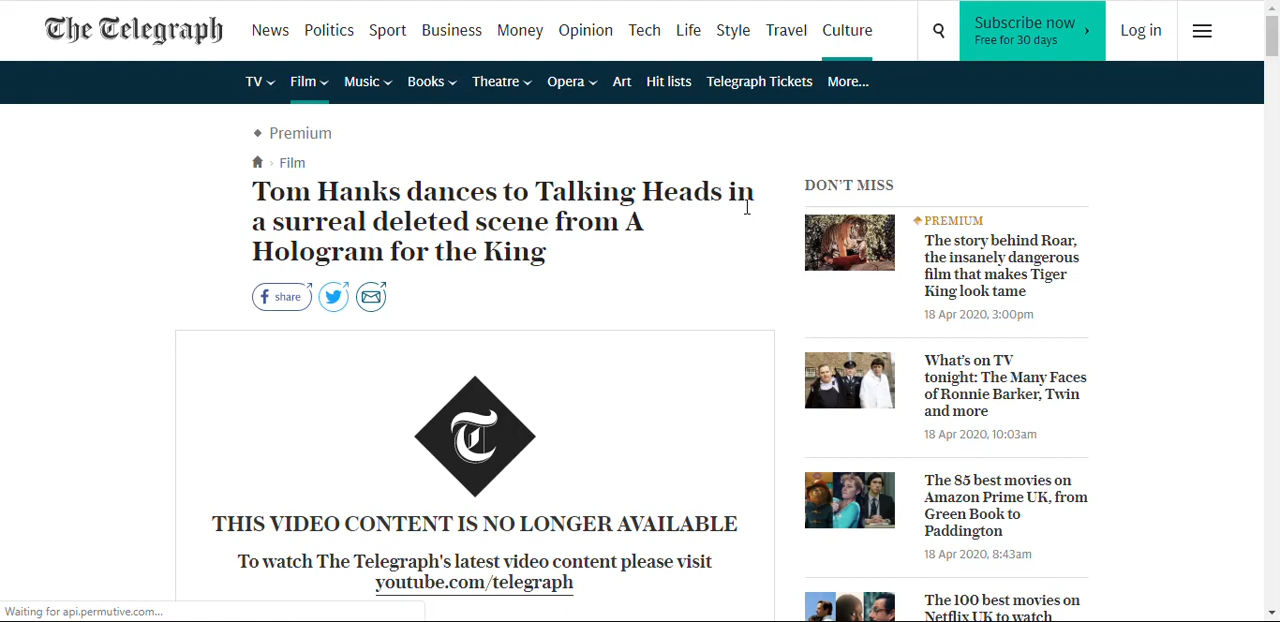 The Telegraph
News Politics Sport Business Money Opinion Tech Life Style Travel Culture
Subscribe now
Free for 30 days
Log in
TV Film Music Books Theatre Opera Art Hit lists Telegraph Tickets More...
Premium
Film
Tom Hanks dances to Talking Heads in
a surreal deleted scene from A
Hologram for the King
share
T
THIS VIDEO CONTENT IS NO LONGER AVAILABLE
To watch The Telegraph's latest video content please visit
youtube.com/telegraph
DON'T MISS
PREMIUM
The story behind Roar,
the insanely dangerous
film that makes Tiger
King look tame
18 Apr 2020, 3:00pm
What's on TV
tonight: The Many Faces
of Ronnie Barker, Twin
and more
18 Apr 2020, 10:03am
The 85 best movies on
Amazon Prime UK, from
Green Book to
Paddington
18 Apr 2020, 8:43am
The 100 best movies on
Netflix UK to watch
Waiting for api.permutive.com...